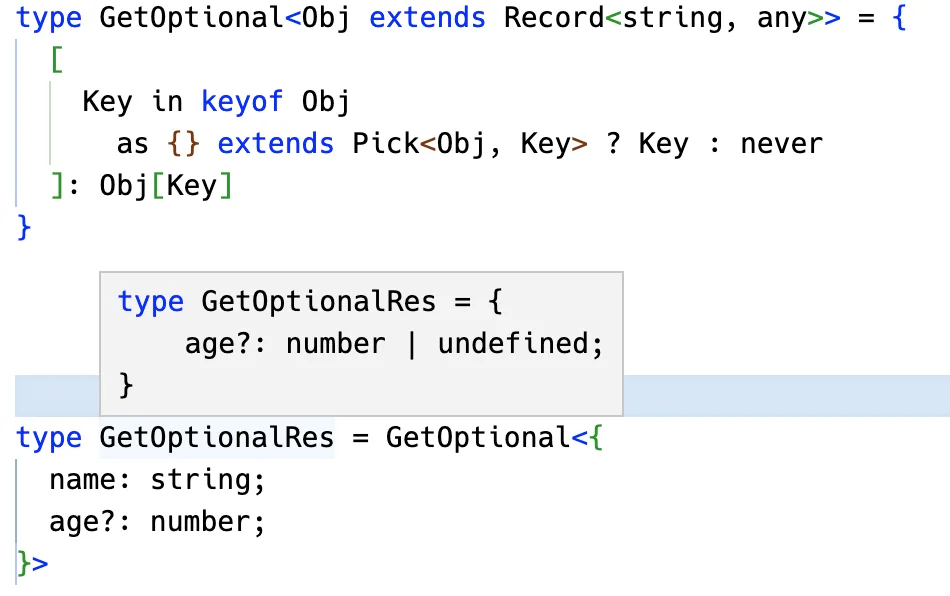 type GetOptional<Obj extends Record<string, any>> = {
[
Key in keyof Obj
as {} extends Pick<Obj, Key> ? Key : never
]: Obj[Key]
}
type GetOptionalRes = {
age?: number | undefined;
}
type GetOptionalRes = GetOptional<{
name: string;
age?: number;
}>